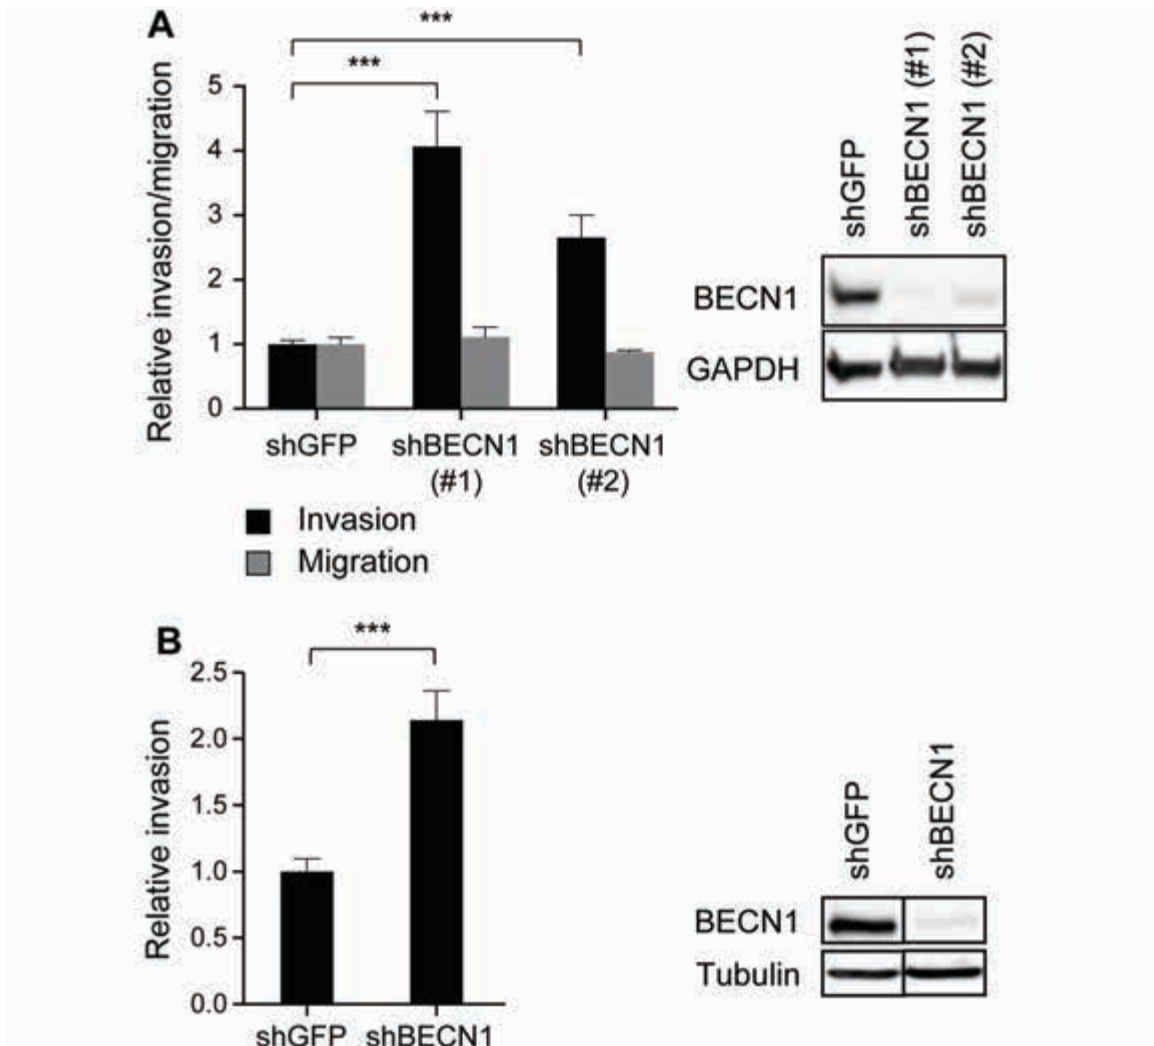 A
***
***
Relative invasion/migration
5
4
3
2
1
0
shGFP
shBECN1
(#1)
shBECN1
(#2)
Invasion
Migration
shGFP
shBECN1 (#1)
shBECN1 (#2)
BECN1
GAPDH
B
***
Relative invasion
2.5
2.0
1.5
1.0
0.5
0.0
shGFP
shBECN1
shGFP
shBECN1
BECN1
Tubulin